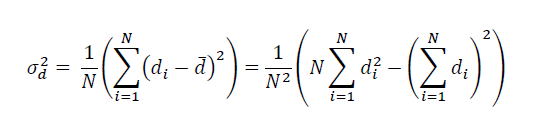 σ_d^2 = \frac{1}{N} \left( \sum_{i=1}^{N} (d_i - \bar{d})^2 \right) = \frac{1}{N^2} \left( N \sum_{i=1}^{N} d_i^2 - \left( \sum_{i=1}^{N} d_i \right)^2 \right)